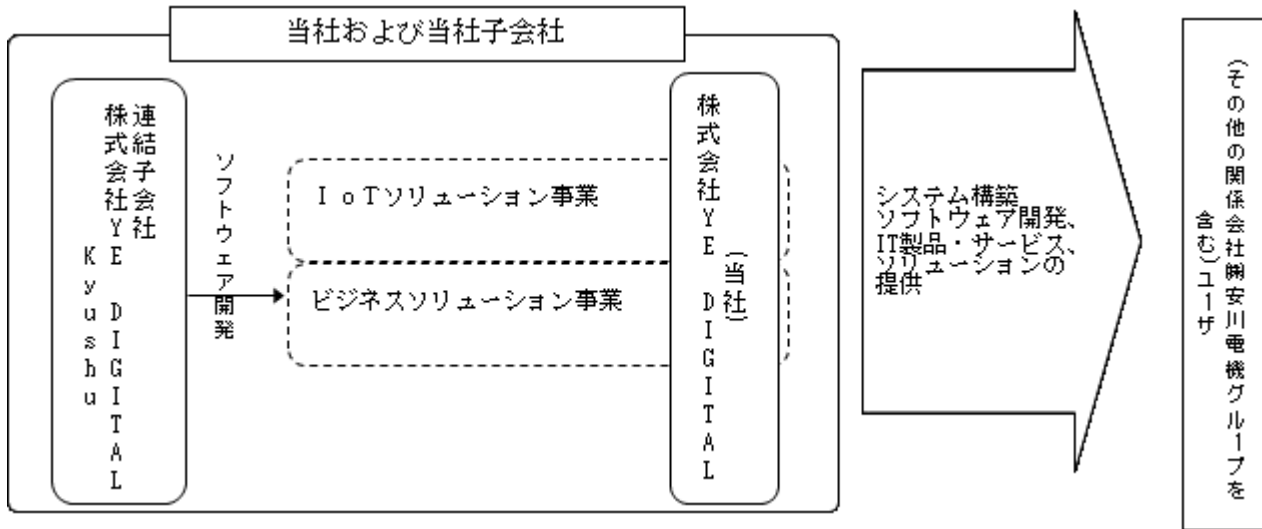 当社および当社子会社
連結子会社
株式会社YE DIGITAL
Kyushu
ソフトウェア開発
IoTソリューション事業
ビジネスソリューション事業
株式会社YE DIGITAL
(当社)
システム構築
ソフトウェア開発、
IT製品・サービス、
ソリューションの
提供
(その他の関係会社㈱安川電機グループを
含む)ユーザ